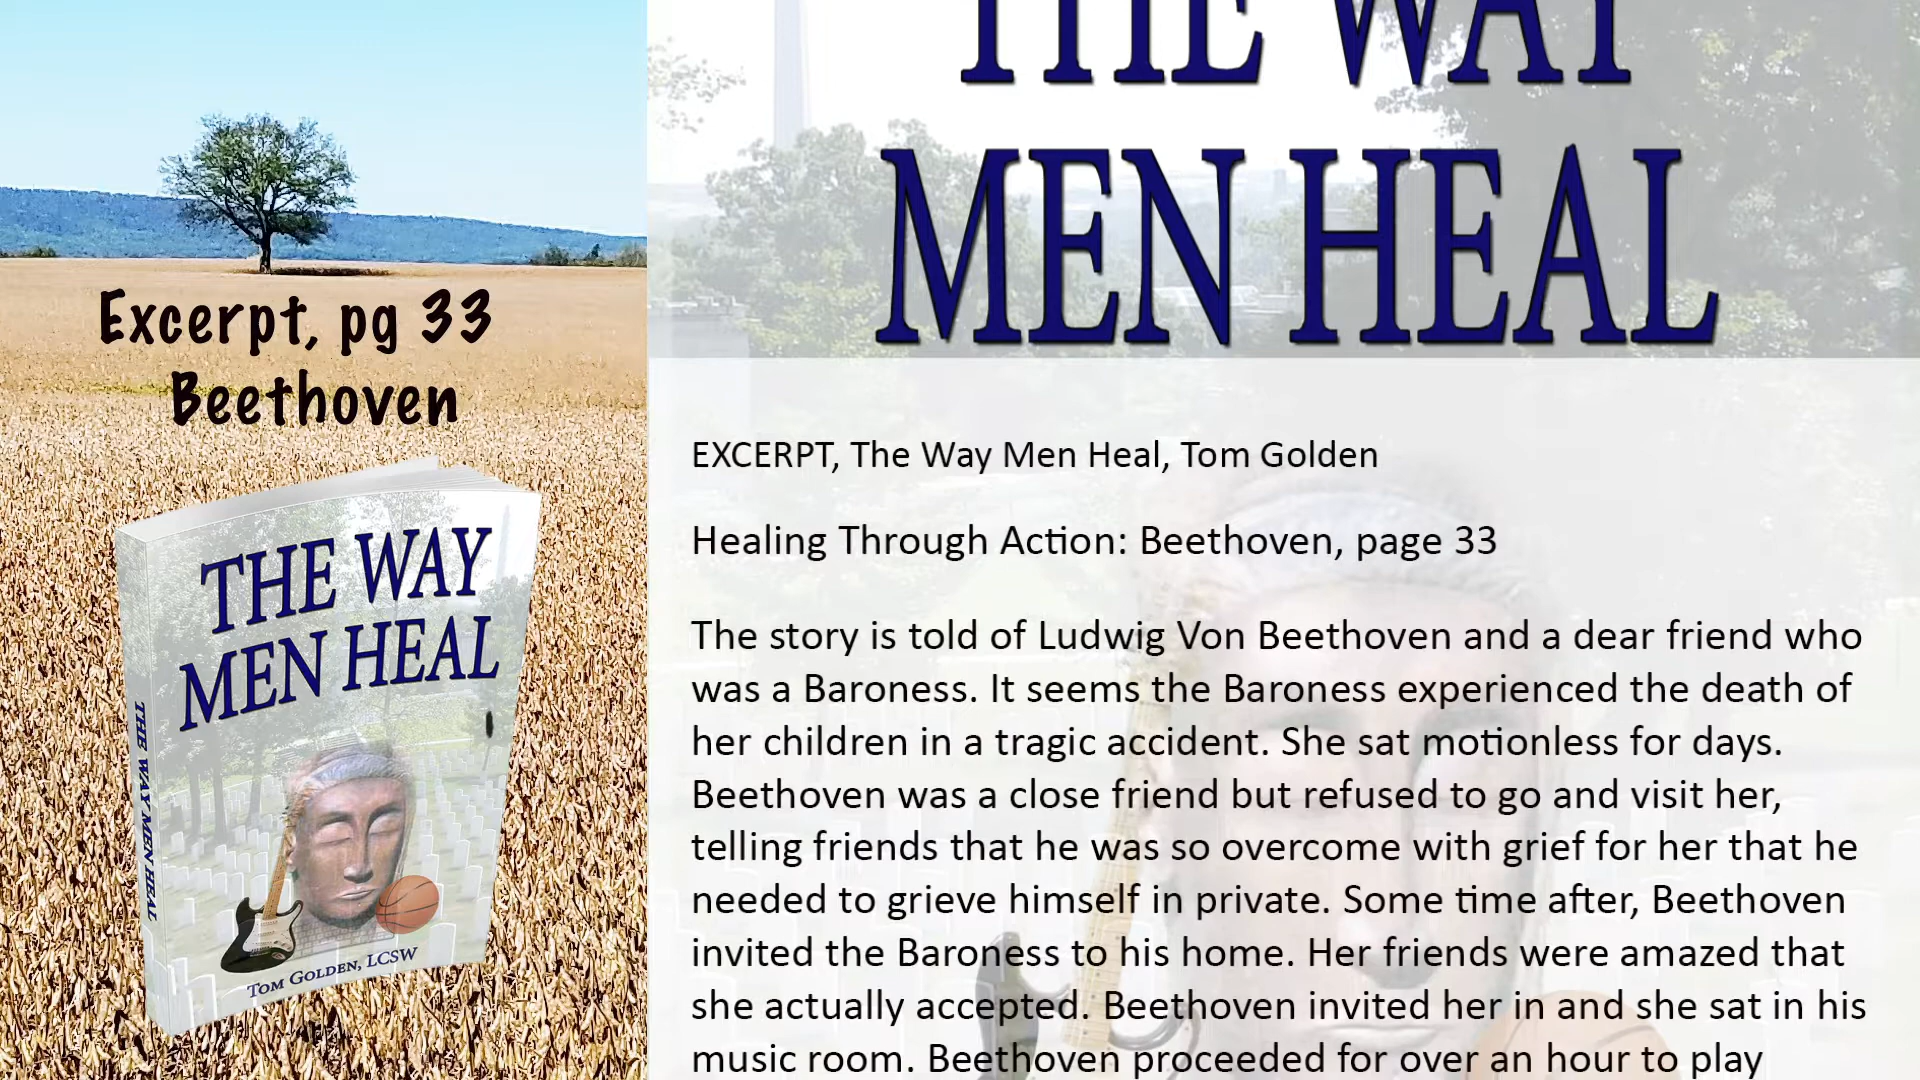 Excerpt, pg 33
Beethoven
THE WAY
MEN HEAL
THE WAY MEN HEAL
TOM GOLDEN, LCSW
THE WAY
MEN HEAL
EXCERPT, The Way Men Heal, Tom Golden
Healing Through Action: Beethoven, page 33
The story is told of Ludwig Von Beethoven and a dear friend who
was a Baroness. It seems the Baroness experienced the death of
her children in a tragic accident. She sat motionless for days.
Beethoven was a close friend but refused to go and visit her,
telling friends that he was so overcome with grief for her that he
needed to grieve himself in private. Some time after, Beethoven
invited the Baroness to his home. Her friends were amazed that
she actually accepted. Beethoven invited her in and she sat in his
music room. Beethoven proceeded for over an hour to play